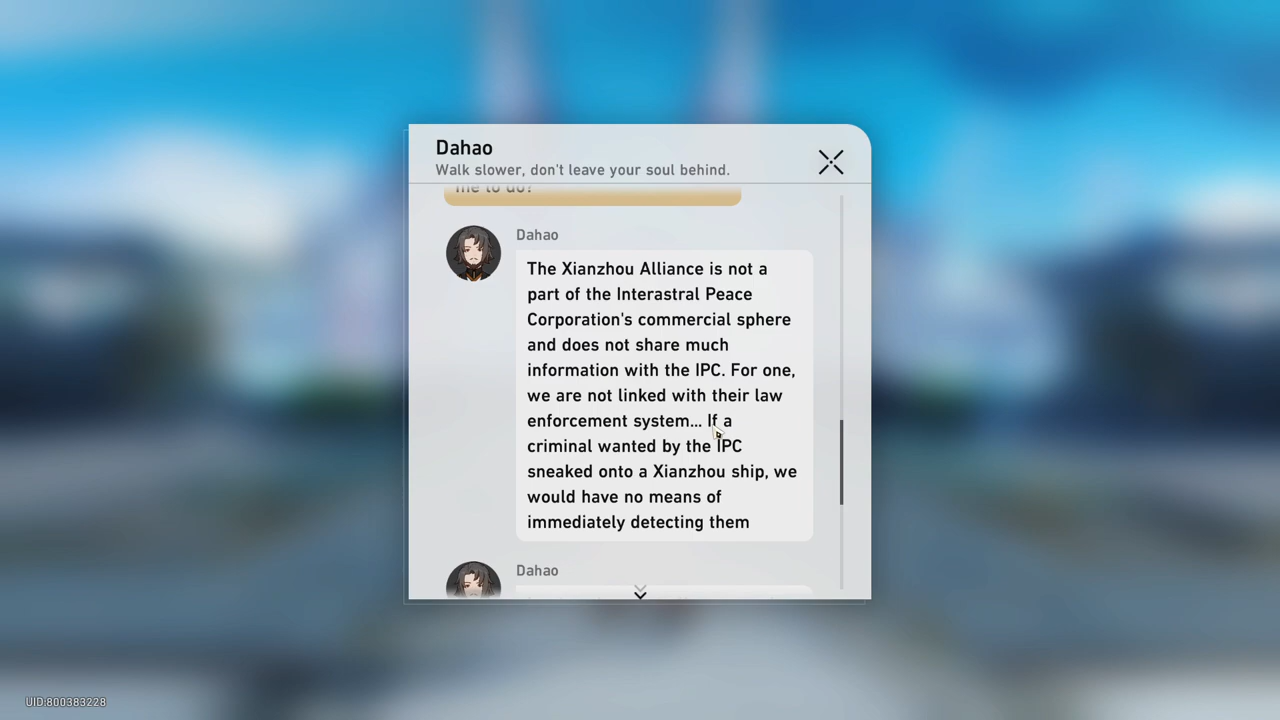 Dahao
Walk slower, don't leave your soul behind.
me to do?
Dahao
The Xianzhou Alliance is not a
part of the Interastral Peace
Corporation's commercial sphere
and does not share much
information with the IPC. For one,
we are not linked with their law
enforcement system... If a
criminal wanted by the IPC
sneaked onto a Xianzhou ship, we
would have no means of
immediately detecting them
Dahao
UID:800383228